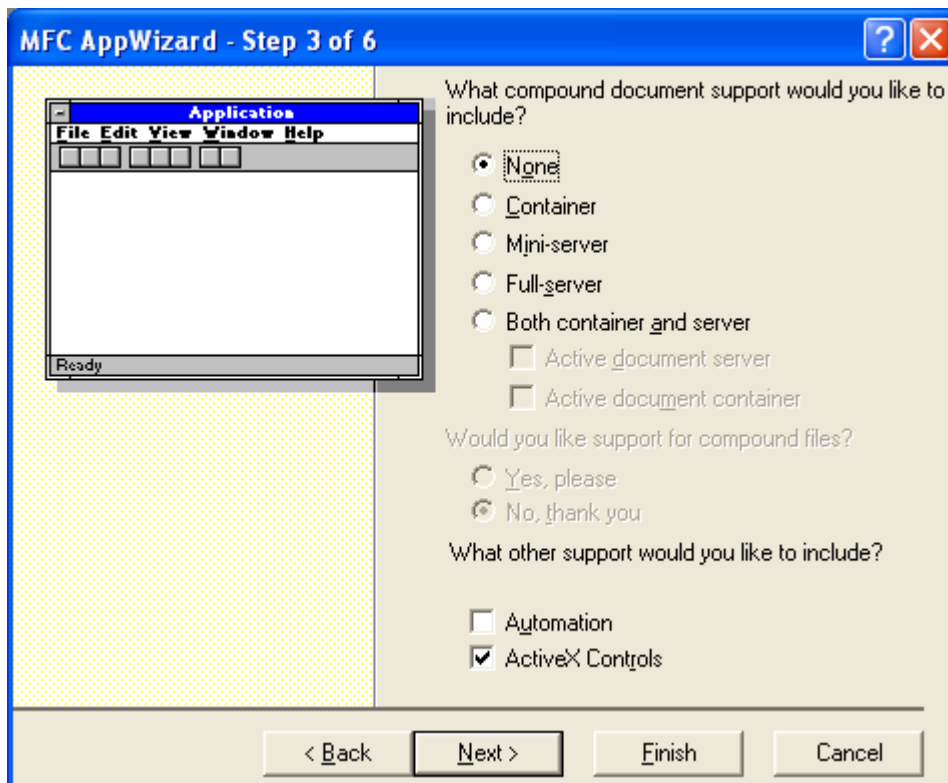 MFC AppWizard - Step 3 of 6
Application
File Edit View Window Help
Ready
What compound document support would you like to
include?
None
Container
Mini-server
Full-server
Both container and server
Active document server
Active document container
Would you like support for compound files?
Yes, please
No, thank you
What other support would you like to include?
Automation
ActiveX Controls
< Back
Next >
Finish
Cancel